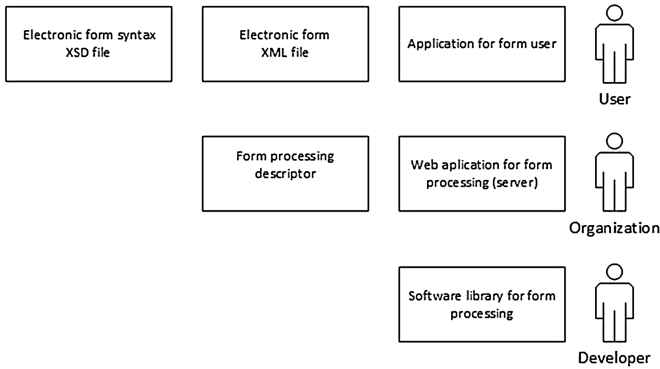 Electronic form syntax
XSD file
Electronic form
XML file
Application for form user
User
Form processing
descriptor
Web aplication for form
processing (server)
Organization
Software library for form
processing
Developer